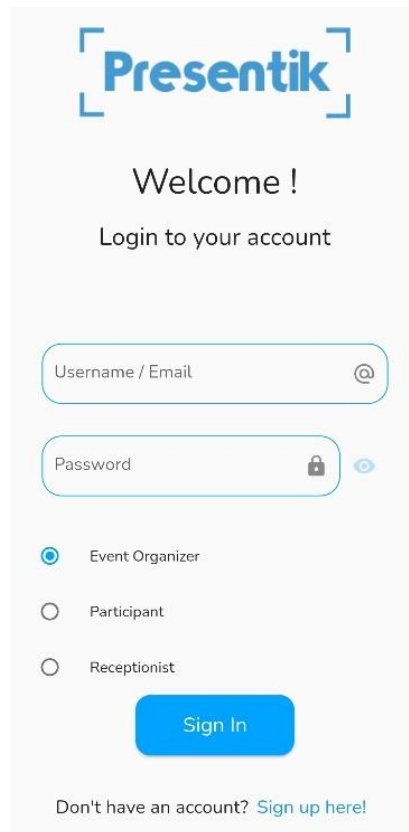 Presentik
Welcome !
Login to your account
Username / Email
@
Password
Event Organizer
Participant
Receptionist
Sign In
Don't have an account? Sign up here!